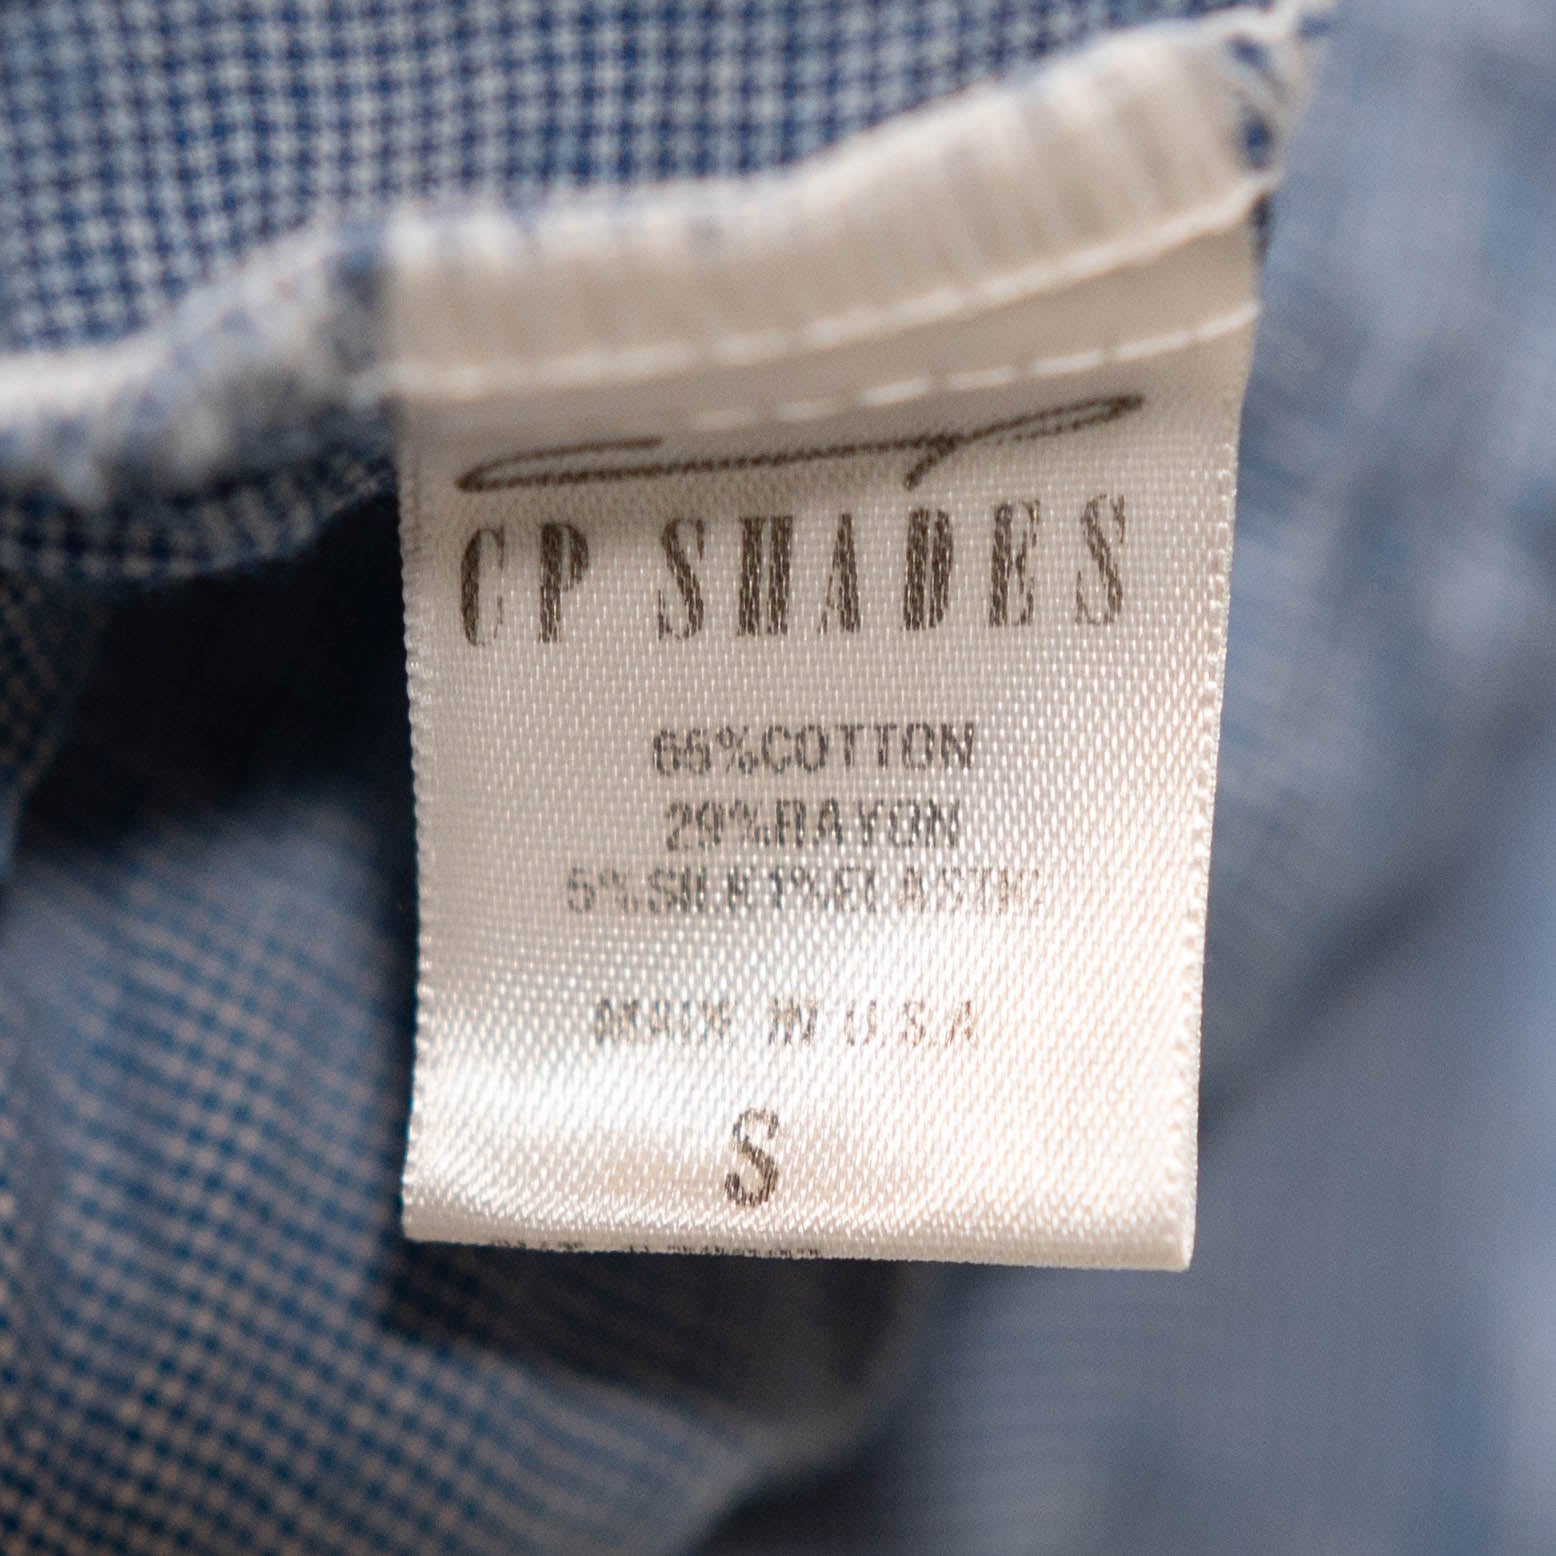 CP SHADES
65%COTTON
29%RAYON
5%SILK1%ELASTIC
MADE IN U.S.A
S